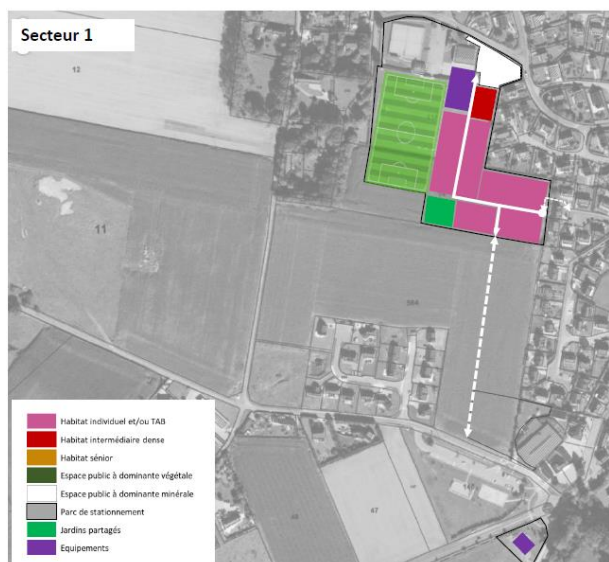 Secteur 1
12
11
504
147
67
Habitat individuel et/ou TAB
Habitat intermédiaire dense
Habitat sénior
Espace public à dominante végétale
Espace public à dominante minérale
Parc de stationnement
Jardins partagés
Equipements